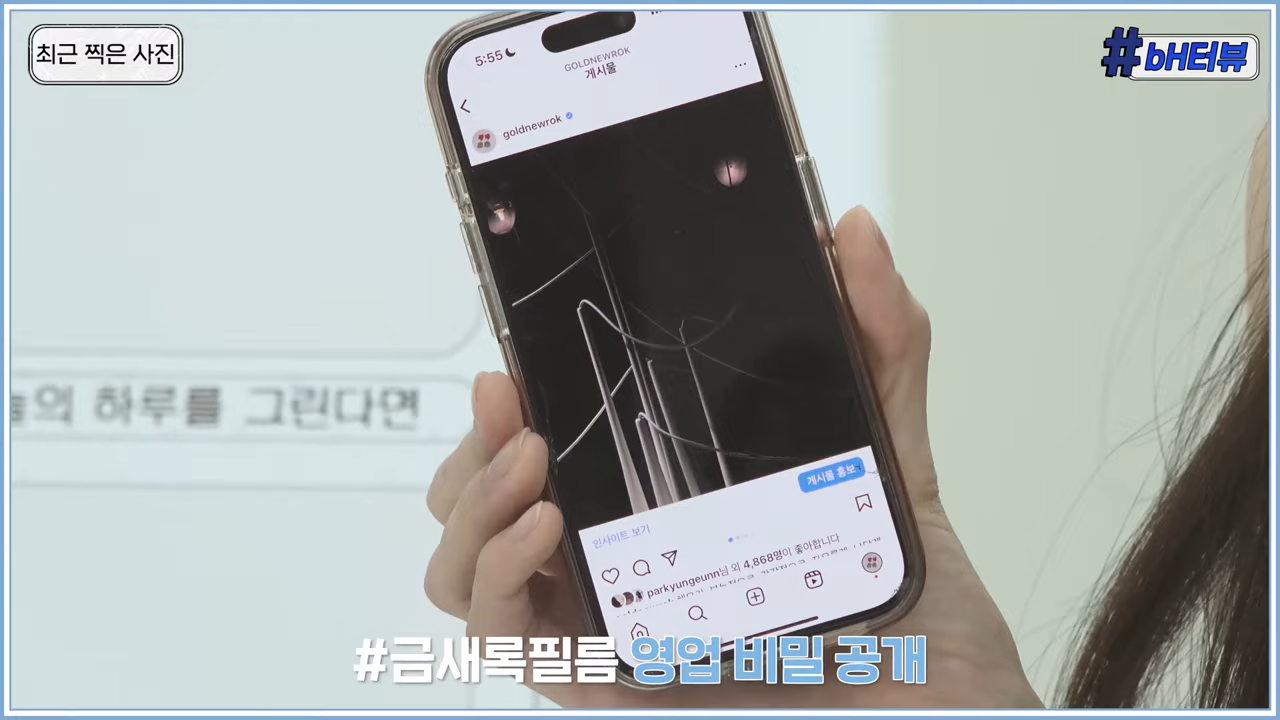 최근 찍은 사진
#bH터뷰
5:55
GOLDNEWROK
게시물
goldnewrok
의 하루를 그린다면
게시물 홍보
인사이트 보기
parkyungeunn님 외 4,868명이 좋아합니다
#금새록필름 영업 비밀 공개